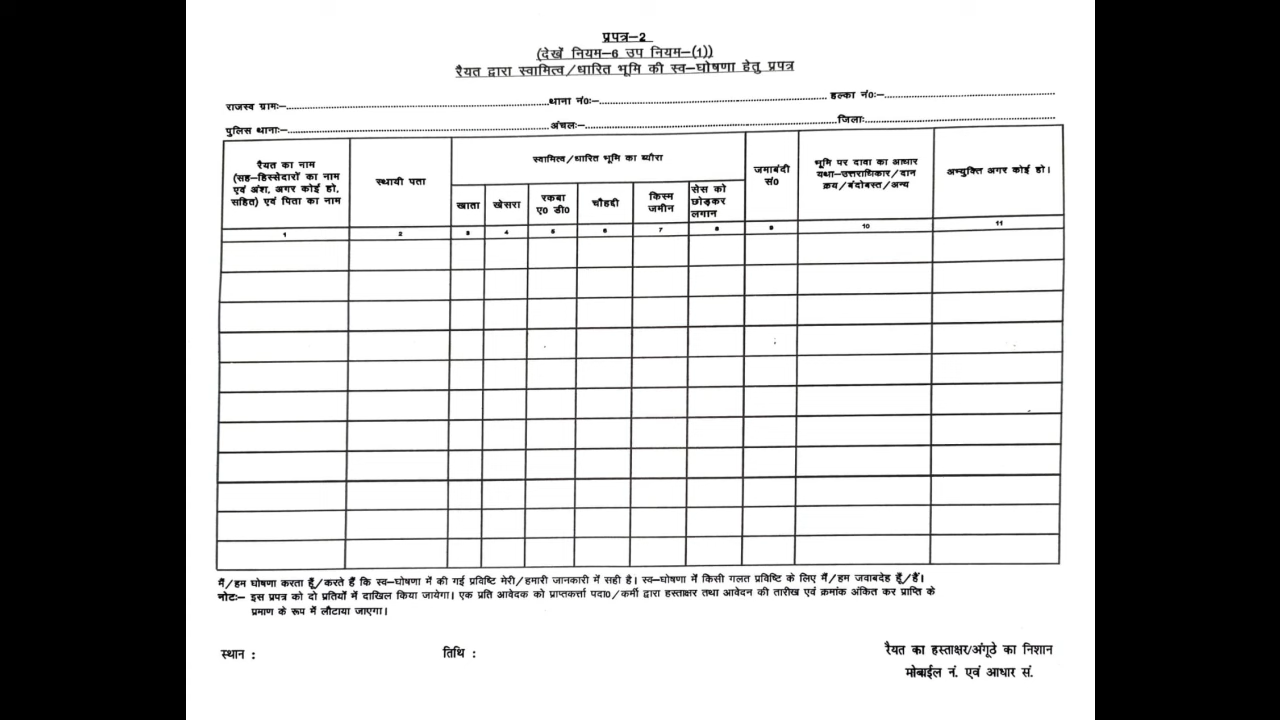 प्रपत्र–2
(देखें नियम–6 उप नियम–(1))
रैयत द्वारा स्वामित्व/धारित भूमि की स्व–घोषणा हेतु प्रपत्र
राजस्व ग्रामः–........................थाना नं0ः–........................ हल्का नं0ः–........................
पुलिस थानाः–........................अंचलः–........................जिलाः........................
रैयत का नाम
(सह–हिस्सेदारों का नाम
एवं अंश, अगर कोई हो,
सहित) एवं पिता का नाम
स्थायी पता
स्वामित्व/धारित भूमि का ब्यौरा
खाता
खेसरा
रकबा
ए0 डी0
चौहद्दी
किस्म
जमीन
सेस को
छोड़कर
लगान
जमाबंदी
सं0
भूमि पर दावा का आधार
यथा–उत्तराधिकार/दान
क्रय/बंदोबस्त/अन्य
अभ्युक्ति अगर कोई हो।
1 2 3 4 5 6 7 8 9 10 11
मैं/हम घोषणा करता हूँ/करते हैं कि स्व–घोषणा में की गई प्रविष्टि मेरी/हमारी जानकारी में सही है। स्व–घोषणा में किसी गलत प्रविष्टि के लिए मैं/हम जवाबदेह हूँ/हैं।
नोटः– इस प्रपत्र को दो प्रतियों में दाखिल किया जायेगा। एक प्रति आवेदक को प्राप्तकर्त्ता पदा0/कर्मी द्वारा हस्ताक्षर तथा आवेदन की तारीख एवं क्रमांक अंकित कर प्राप्ति के
प्रमाण के रूप में लौटाया जाएगा।
स्थान : तिथि : रैयत का हस्ताक्षर/अंगूठे का निशान
मोबाईल नं. एवं आधार सं.